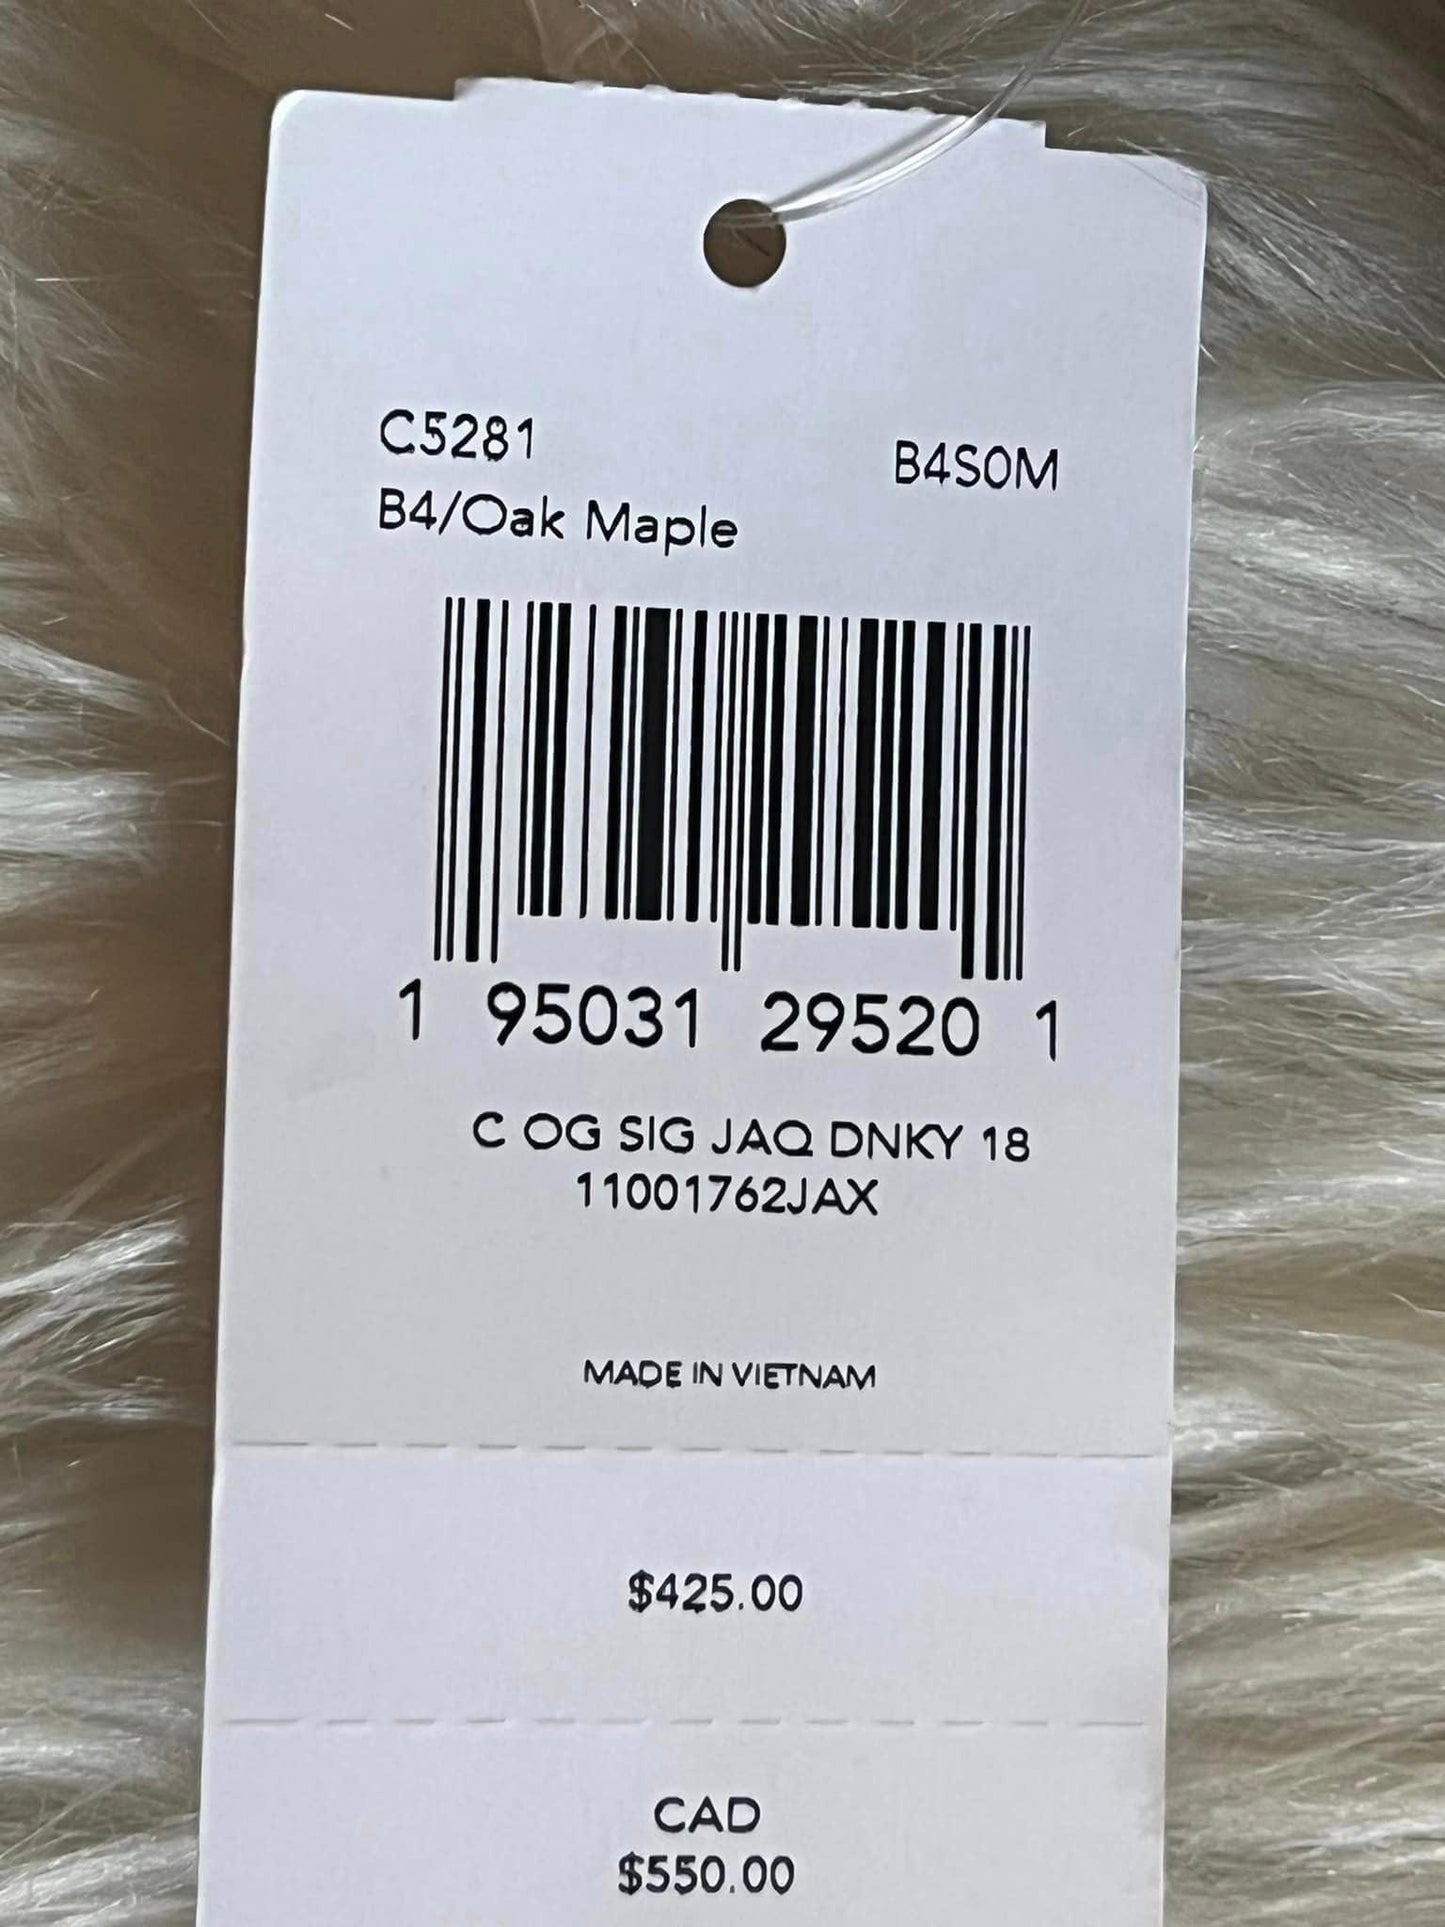 C5281 B4S0M
B4/Oak Maple
1 95031 29520 1
C OG SIG JAQ DNKY 18
11001762JAX
MADE IN VIETNAM
$425.00
CAD
$550.00